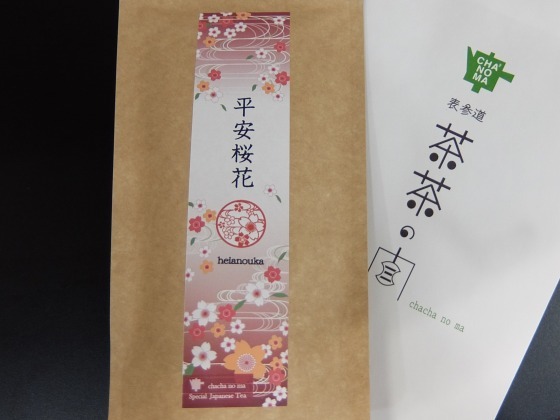 平安桜花
heianouka
chacha no ma
Special Japanese Tea
CHA²
NO
MA
表参道
茶茶の間
chacha no ma